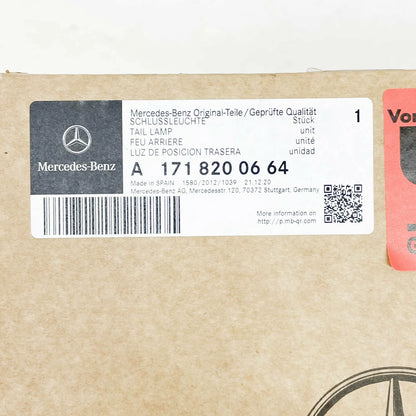 Mercedes-Benz
Mercedes-Benz Original-Teile/Geprüfte Qualität 1
SCHLUSSLEUCHTE Stück
TAIL LAMP unit
FEU ARRIERE unité
LUZ DE POSICION TRASERA unidad
A 171 820 06 64
Made in SPAIN 1580/2012/1039 21.12.20
Mercedes-Benz AG, Mercedesstr.120, 70372 Stuttgart, Germany
More information on
http://p.mb-qr.com
Vor